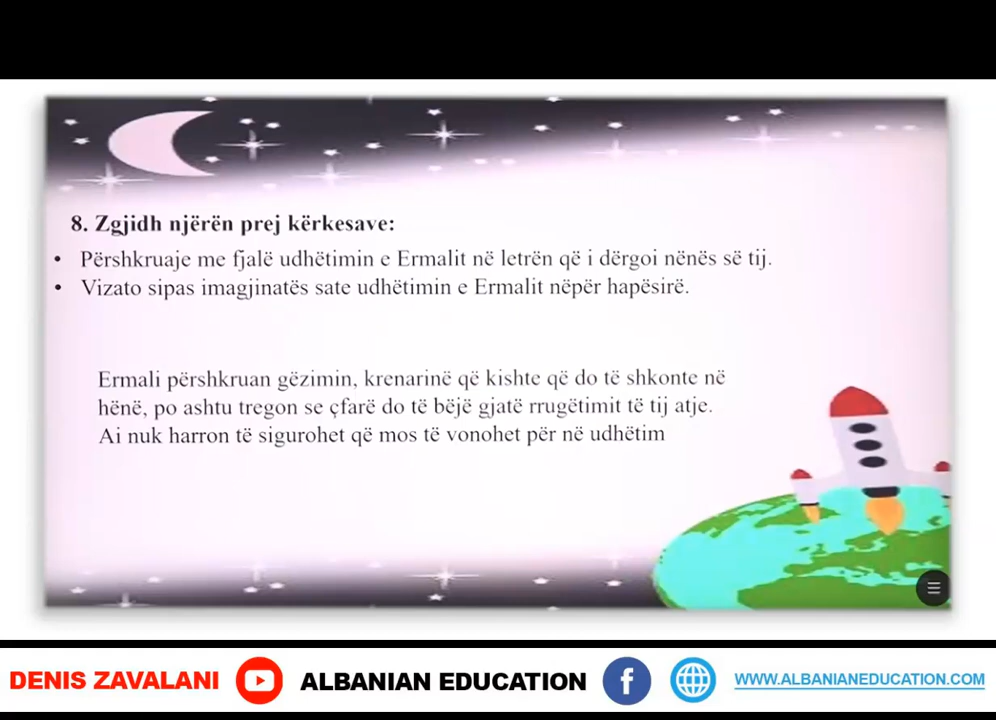 8. Zgjidh njërën prej kërkesave:
• Përshkruaje me fjalë udhëtimin e Ermalit në letrën që i dërgoi nënës së tij.
• Vizato sipas imagjinatës sate udhëtimin e Ermalit nëpër hapësirë.
Ermali përshkruan gëzimin, krenarinë që kishte që do të shkonte në
hënë, po ashtu tregon se çfarë do të bëjë gjatë rrugëtimit të tij atje.
Ai nuk harron të sigurohet që mos të vonohet për në udhëtim
DENIS ZAVALANI ALBANIAN EDUCATION f WWW.ALBANIANEDUCATION.COM